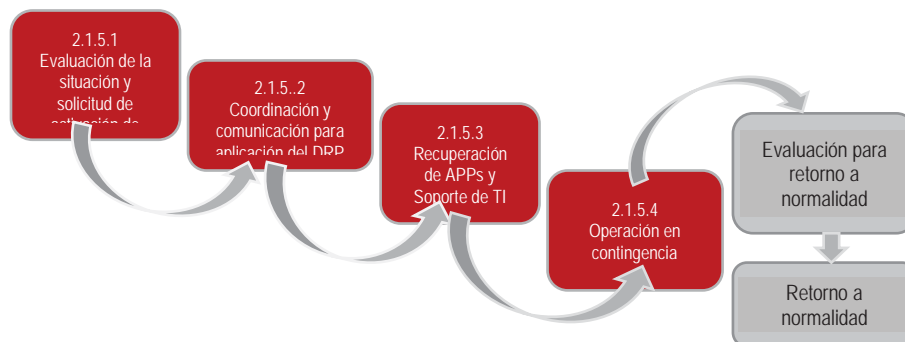 2.1.5.1
Evaluación de la
situación y
solicitud de
activación de
2.1.5..2
Coordinación y
comunicación para
aplicación del DRP
2.1.5.3
Recuperación
de APPs y
Soporte de TI
2.1.5.4
Operación en
contingencia
Evaluación para
retorno a
normalidad
Retorno a
normalidad